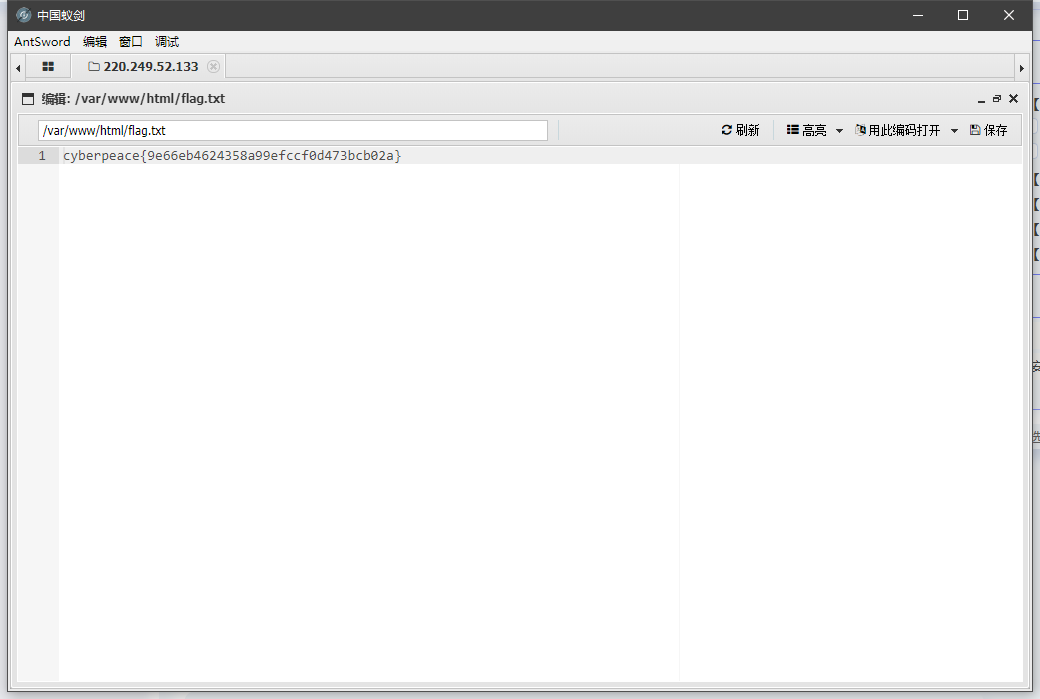 中国蚁剑
AntSword 编辑 窗口 调试
220.249.52.133
编辑: /var/www/html/flag.txt
/var/www/html/flag.txt 刷新 高亮 用此编码打开 保存
1 cyberpeace{9e66eb4624358a99efccf0d473bcb02a}